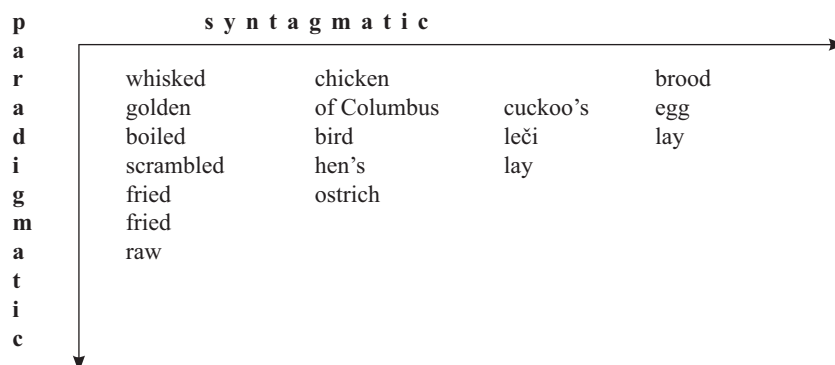 syntagmatic
paradigmatic
whisked chicken brood
golden of Columbus cuckoo's egg
boiled bird leči lay
scrambled hen's lay
fried ostrich
fried
raw